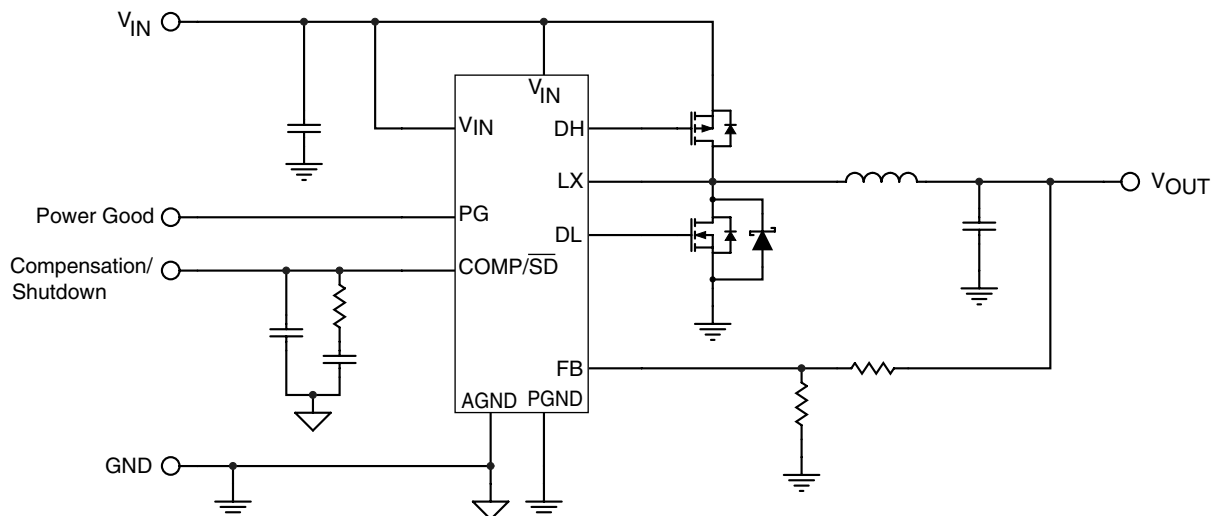 VIN
VIN
VIN
DH
LX
VOUT
Power Good
PG
DL
Compensation/
Shutdown
COMP/SD
FB
AGND
PGND
GND